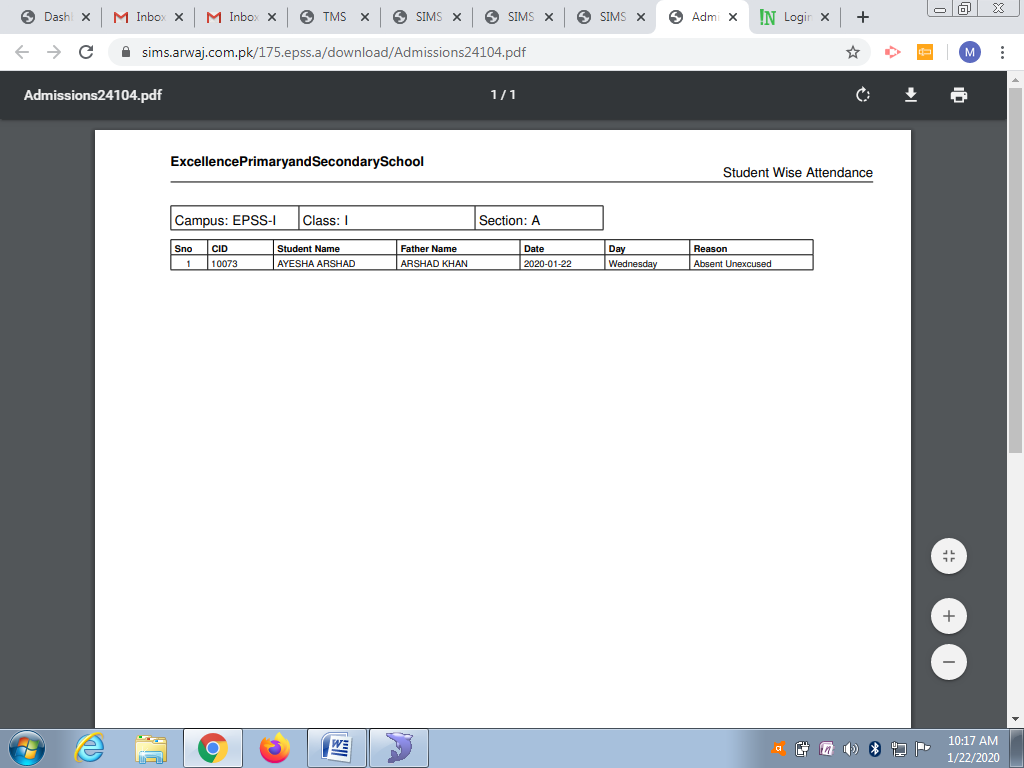 Dash Inbox Inbox TMS SIMS SIMS SIMS Adm Login
sims.arwaj.com.pk/175.epss.a/download/Admissions24104.pdf M
Admissions24104.pdf 1 / 1
ExcellencePrimaryandSecondarySchool
Student Wise Attendance
Campus: EPSS-I Class: I Section: A
Sno CID Student Name Father Name Date Day Reason
1 10073 AYESHA ARSHAD ARSHAD KHAN 2020-01-22 Wednesday Absent Unexcused
10:17 AM
1/22/2020